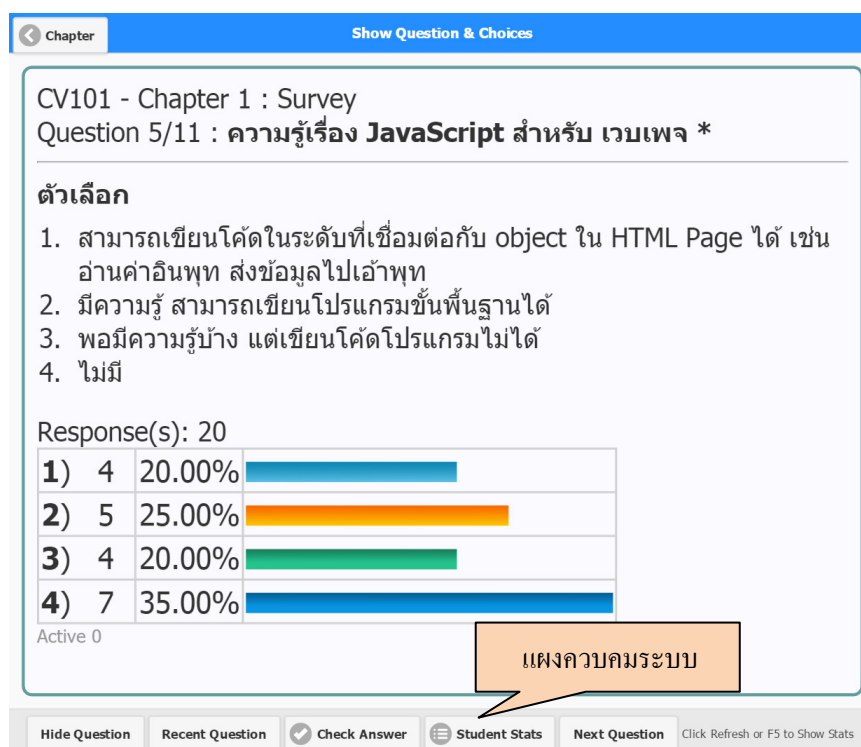 Chapter
Show Question & Choices
CV101 - Chapter 1 : Survey
Question 5/11 : ความรู้เรื่อง JavaScript สำหรับ เวบเพจ *
ตัวเลือก
1. สามารถเขียนโค้ดในระดับที่เชื่อมต่อกับ object ใน HTML Page ได้ เช่น
อ่านค่าอินพุท ส่งข้อมูลไปเอ้าพุท
2. มีความรู้ สามารถเขียนโปรแกรมขั้นพื้นฐานได้
3. พอมีความรู้บ้าง แต่เขียนโค้ดโปรแกรมไม่ได้
4. ไม่มี
Response(s): 20
1) 4 20.00%
2) 5 25.00%
3) 4 20.00%
4) 7 35.00%
Active 0
แผงควบคมระบบ
Hide Question Recent Question Check Answer Student Stats Next Question Click Refresh or F5 to Show Stats